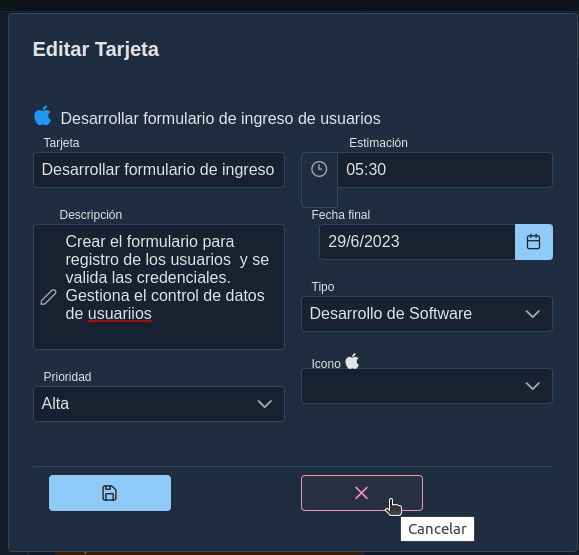 Editar Tarjeta
Desarrollar formulario de ingreso de usuarios
Tarjeta
Desarrollar formulario de ingreso
Estimación
05:30
Descripción
Crear el formulario para
registro de los usuarios  y se
valida las credenciales.
Gestiona el control de datos
de usuariios
Fecha final
29/6/2023
Tipo
Desarrollo de Software
Icono
Prioridad
Alta
Cancelar